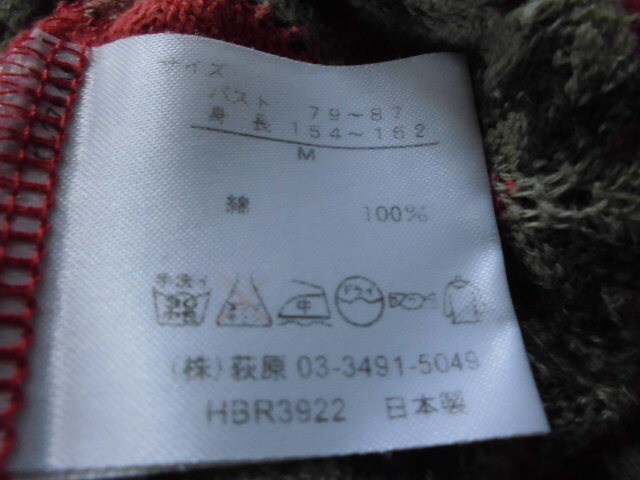 サイズ
バスト 79～87
身長 154～162
M
綿 100%
手洗イ
中 ドライ
(株)萩原 03-3491-5049
HBR3922 日本製